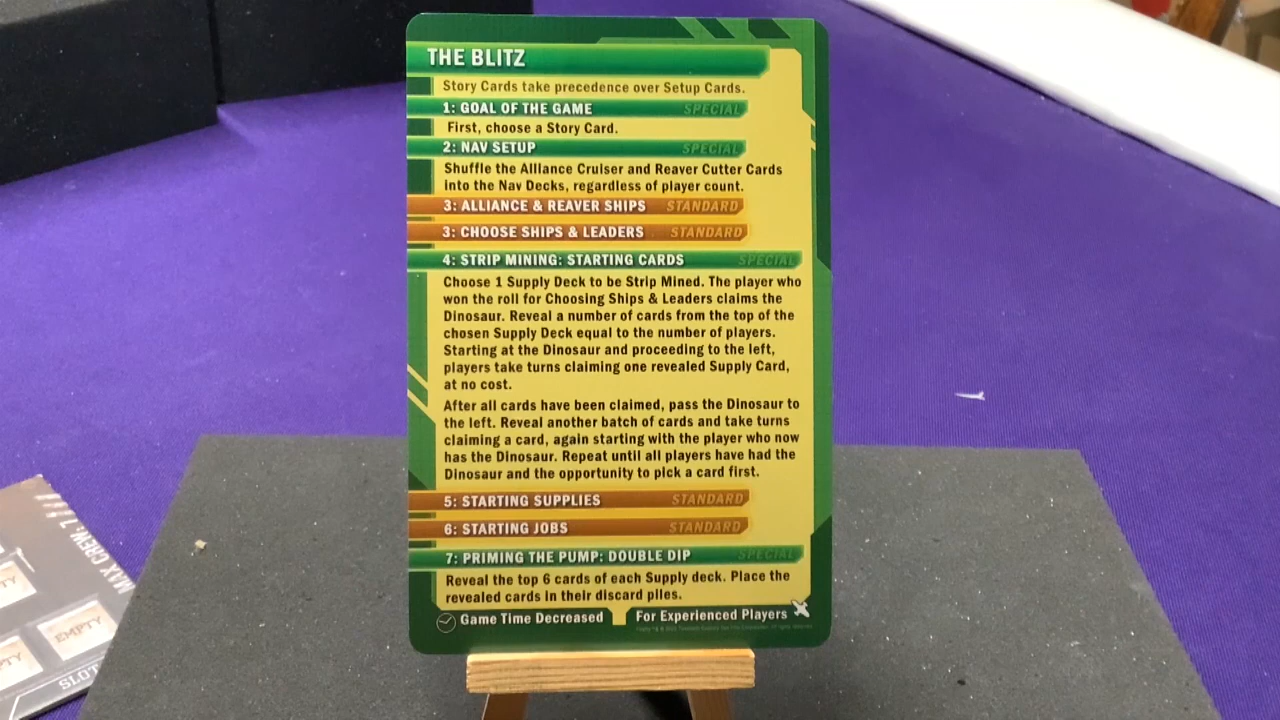 THE BLITZ
Story Cards take precedence over Setup Cards.
1: GOAL OF THE GAME SPECIAL
First, choose a Story Card.
2: NAV SETUP SPECIAL
Shuffle the Alliance Cruiser and Reaver Cutter Cards
into the Nav Decks, regardless of player count.
3: ALLIANCE & REAVER SHIPS STANDARD
3: CHOOSE SHIPS & LEADERS STANDARD
4: STRIP MINING: STARTING CARDS SPECIAL
Choose 1 Supply Deck to be Strip Mined. The player who
won the roll for Choosing Ships & Leaders claims the
Dinosaur. Reveal a number of cards from the top of the
chosen Supply Deck equal to the number of players.
Starting at the Dinosaur and proceeding to the left,
players take turns claiming one revealed Supply Card,
at no cost.
After all cards have been claimed, pass the Dinosaur to
the left. Reveal another batch of cards and take turns
claiming a card, again starting with the player who now
has the Dinosaur. Repeat until all players have had the
Dinosaur and the opportunity to pick a card first.
5: STARTING SUPPLIES STANDARD
6: STARTING JOBS STANDARD
7: PRIMING THE PUMP: DOUBLE DIP SPECIAL
Reveal the top 6 cards of each Supply deck. Place the
revealed cards in their discard piles.
Game Time Decreased For Experienced Players
MAX CREW:
EMPTY